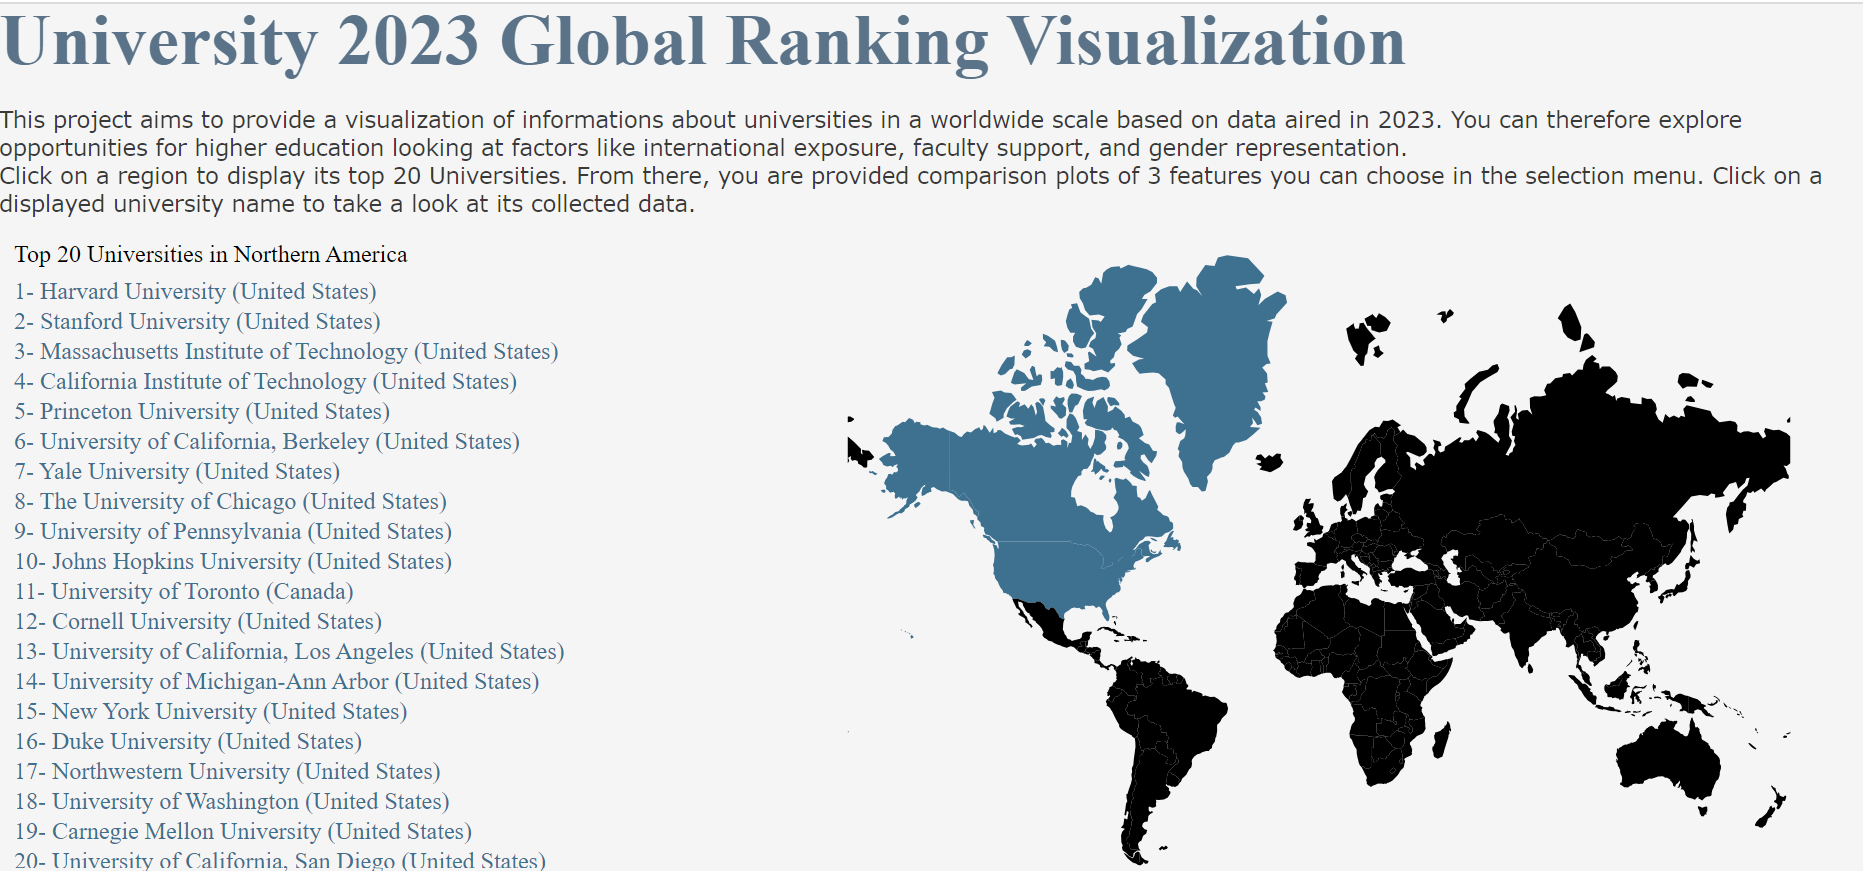 University 2023 Global Ranking Visualization
This project aims to provide a visualization of informations about universities in a worldwide scale based on data aired in 2023. You can therefore explore
opportunities for higher education looking at factors like international exposure, faculty support, and gender representation.
Click on a region to display its top 20 Universities. From there, you are provided comparison plots of 3 features you can choose in the selection menu. Click on a
displayed university name to take a look at its collected data.
Top 20 Universities in Northern America
1- Harvard University (United States)
2- Stanford University (United States)
3- Massachusetts Institute of Technology (United States)
4- California Institute of Technology (United States)
5- Princeton University (United States)
6- University of California, Berkeley (United States)
7- Yale University (United States)
8- The University of Chicago (United States)
9- University of Pennsylvania (United States)
10- Johns Hopkins University (United States)
11- University of Toronto (Canada)
12- Cornell University (United States)
13- University of California, Los Angeles (United States)
14- University of Michigan-Ann Arbor (United States)
15- New York University (United States)
16- Duke University (United States)
17- Northwestern University (United States)
18- University of Washington (United States)
19- Carnegie Mellon University (United States)
20- University of California, San Diego (United States)